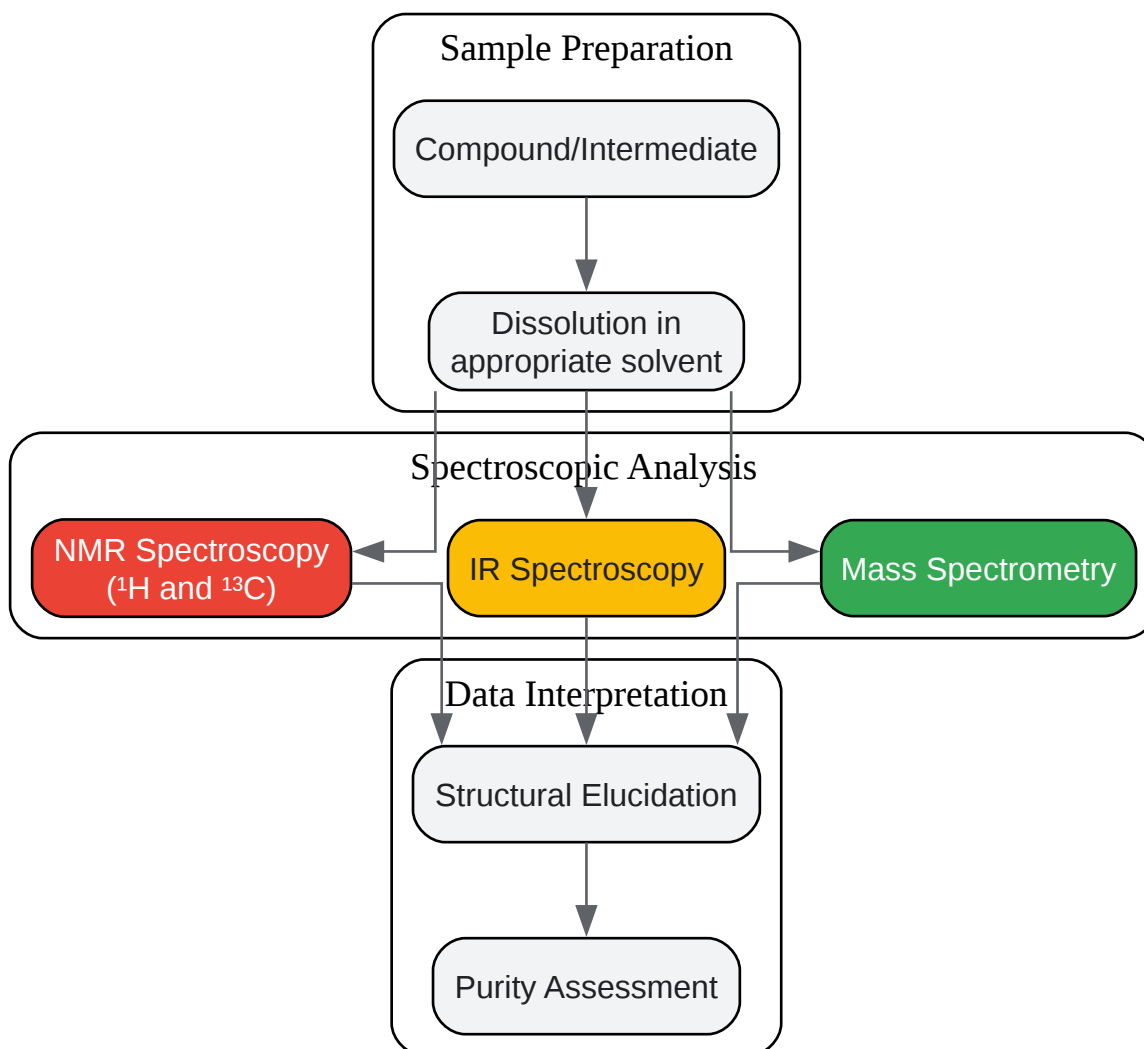 Sample Preparation
Compound/Intermediate
Dissolution in
appropriate solvent
Spectroscopic Analysis
NMR Spectroscopy
(¹H and ¹³C)
IR Spectroscopy
Mass Spectrometry
Data Interpretation
Structural Elucidation
Purity Assessment